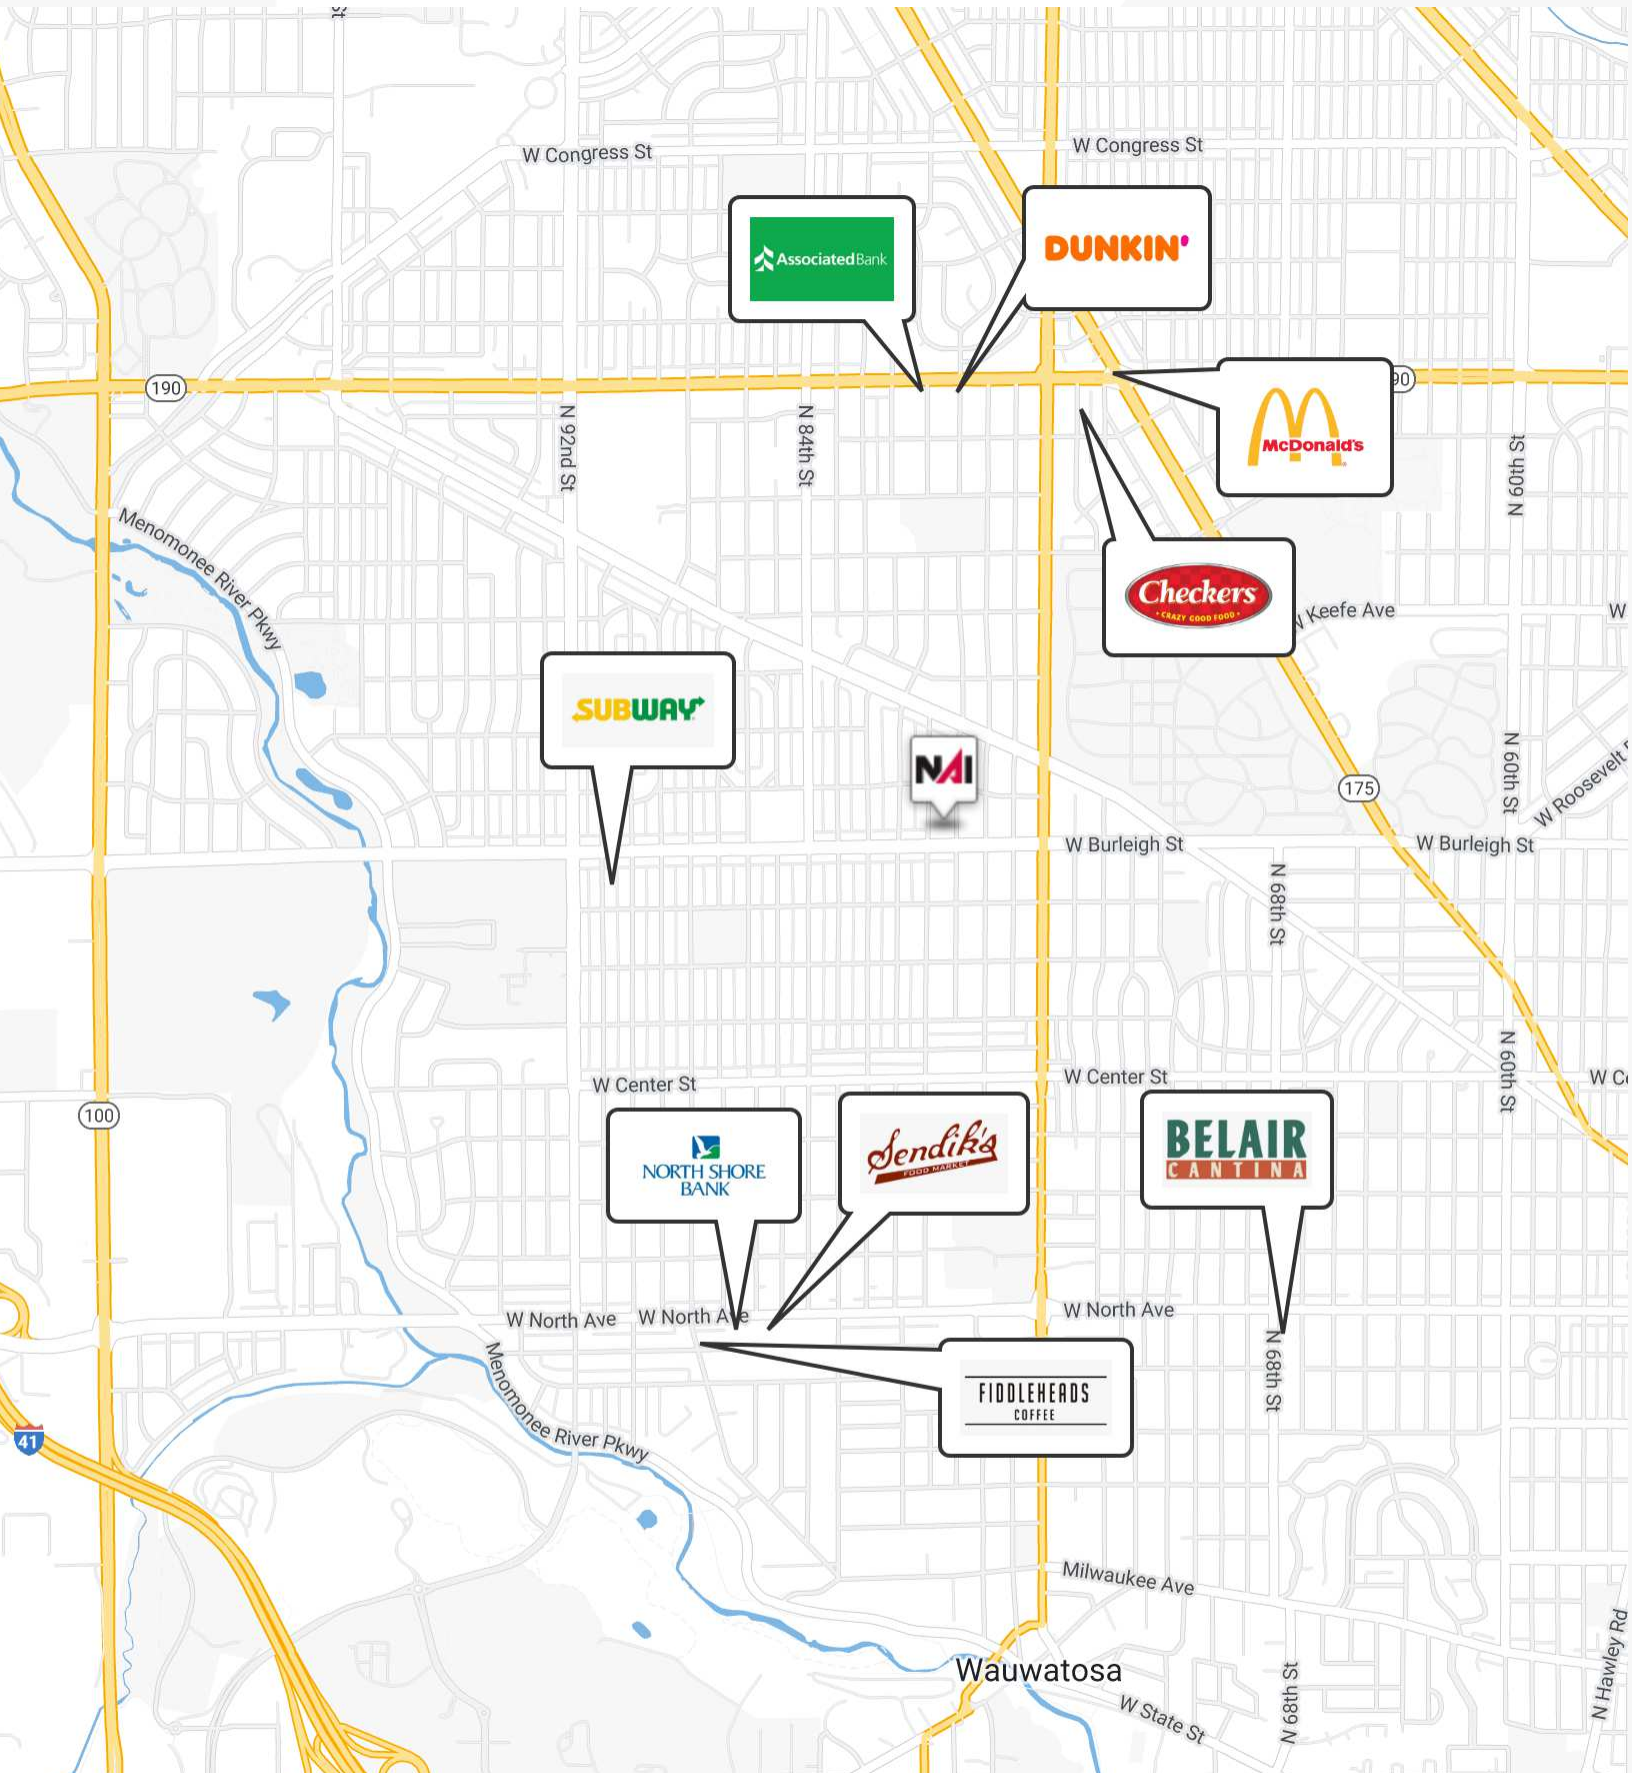 St
W Congress St
W Congress St
AssociatedBank
DUNKIN'
190
90
McDonald's
N 92nd St
N 84th St
N 60th St
Menomonee River Pkwy
Checkers
• CRAZY GOOD FOOD •
W Keefe Ave
W
SUBWAY
NAI
N 60th St
W Roosevelt
175
W Burleigh St
W Burleigh St
N 68th St
W Center St
W Center St
W Ce
N 60th St
100
NORTH SHORE
BANK
Sendik's
FOOD MARKET
BELAIR
CANTINA
W North Ave
W North Ave
W North Ave
Menomonee River Pkwy
N 68th St
FIDDLEHEADS
COFFEE
41
Milwaukee Ave
Wauwatosa
W State St
N 68th St
N Hawley Rd